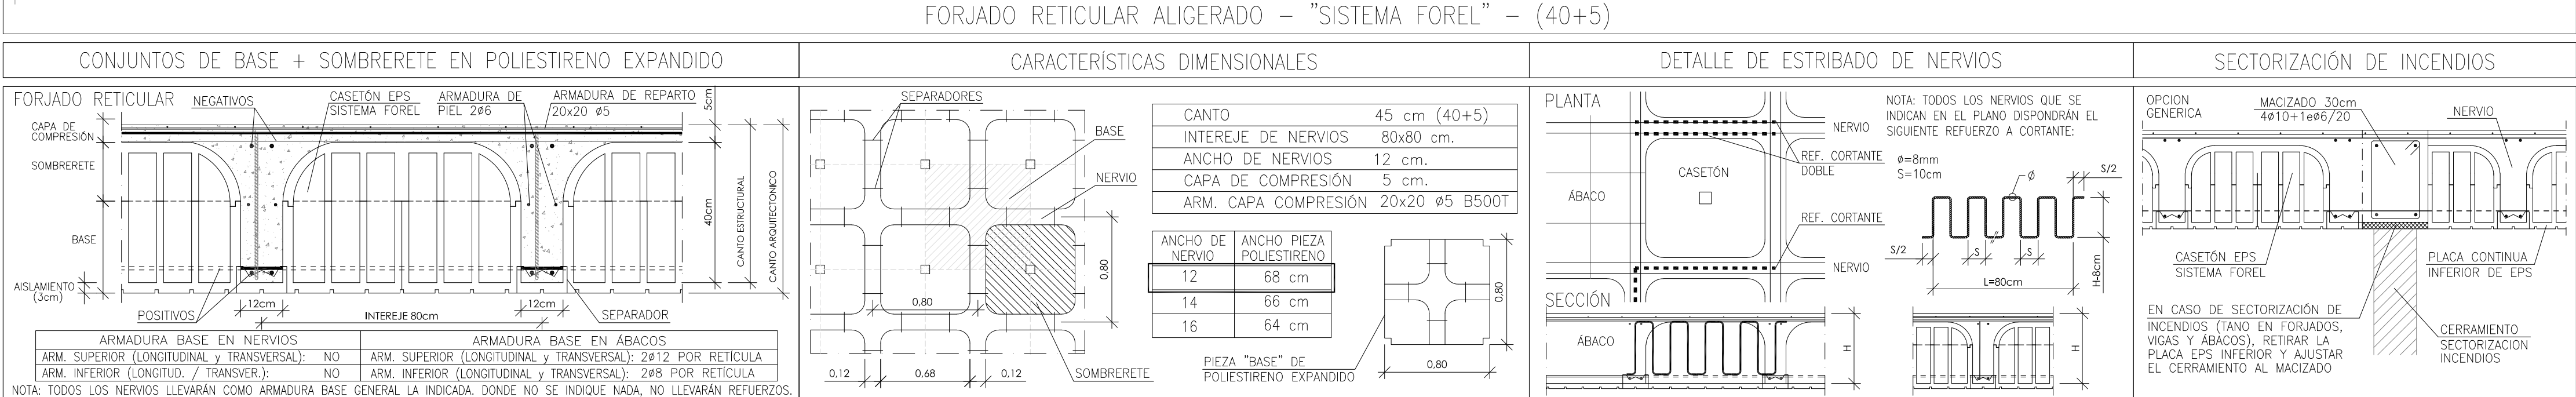 FORJADO RETICULAR ALIGERADO – "SISTEMA FOREL" – (40+5)
CONJUNTOS DE BASE + SOMBRERETE EN POLIESTIRENO EXPANDIDO
FORJADO RETICULAR
NEGATIVOS
CASETÓN EPS
SISTEMA FOREL
ARMADURA DE
PIEL 2ø6
ARMADURA DE REPARTO
20x20 ø5
5cm
CAPA DE
COMPRESIÓN
SOMBRERETE
BASE
AISLAMIENTO
(3cm)
40cm
CANTO ESTRUCTURAL
CANTO ARQUITECTONICO
12cm
12cm
POSITIVOS
INTEREJE 80cm
SEPARADOR
ARMADURA BASE EN NERVIOS
ARMADURA BASE EN ÁBACOS
ARM. SUPERIOR (LONGITUDINAL y TRANSVERSAL): NO
ARM. SUPERIOR (LONGITUDINAL y TRANSVERSAL): 2ø12 POR RETÍCULA
ARM. INFERIOR (LONGITUD. / TRANSVER.): NO
ARM. INFERIOR (LONGITUDINAL y TRANSVERSAL): 2ø8 POR RETÍCULA
NOTA: TODOS LOS NERVIOS LLEVARÁN COMO ARMADURA BASE GENERAL LA INDICADA. DONDE NO SE INDIQUE NADA, NO LLEVARÁN REFUERZOS.
CARACTERÍSTICAS DIMENSIONALES
SEPARADORES
BASE
NERVIO
0,80
0,80
0,12
0,68
0,12
SOMBRERETE
CANTO 45 cm (40+5)
INTEREJE DE NERVIOS 80x80 cm.
ANCHO DE NERVIOS 12 cm.
CAPA DE COMPRESIÓN 5 cm.
ARM. CAPA COMPRESIÓN 20x20 ø5 B500T
ANCHO DE
NERVIO
ANCHO PIEZA
POLIESTIRENO
12 68 cm
14 66 cm
16 64 cm
0,80
0,80
PIEZA "BASE" DE
POLIESTIRENO EXPANDIDO
DETALLE DE ESTRIBADO DE NERVIOS
PLANTA
NERVIO
REF. CORTANTE
DOBLE
CASETÓN
ÁBACO
REF. CORTANTE
NERVIO
NOTA: TODOS LOS NERVIOS QUE SE
INDICAN EN EL PLANO DISPONDRÁN EL
SIGUIENTE REFUERZO A CORTANTE:
ø=8mm
S=10cm
ø
S/2
S/2
S
S
H-8cm
L=80cm
SECCIÓN
ÁBACO
H
H
SECTORIZACIÓN DE INCENDIOS
OPCION
GENERICA
MACIZADO 30cm
4ø10+1eø6/20
NERVIO
CASETÓN EPS
SISTEMA FOREL
PLACA CONTINUA
INFERIOR DE EPS
EN CASO DE SECTORIZACIÓN DE
INCENDIOS (TANO EN FORJADOS,
VIGAS Y ÁBACOS), RETIRAR LA
PLACA EPS INFERIOR Y AJUSTAR
EL CERRAMIENTO AL MACIZADO
CERRAMIENTO
SECTORIZACION
INCENDIOS